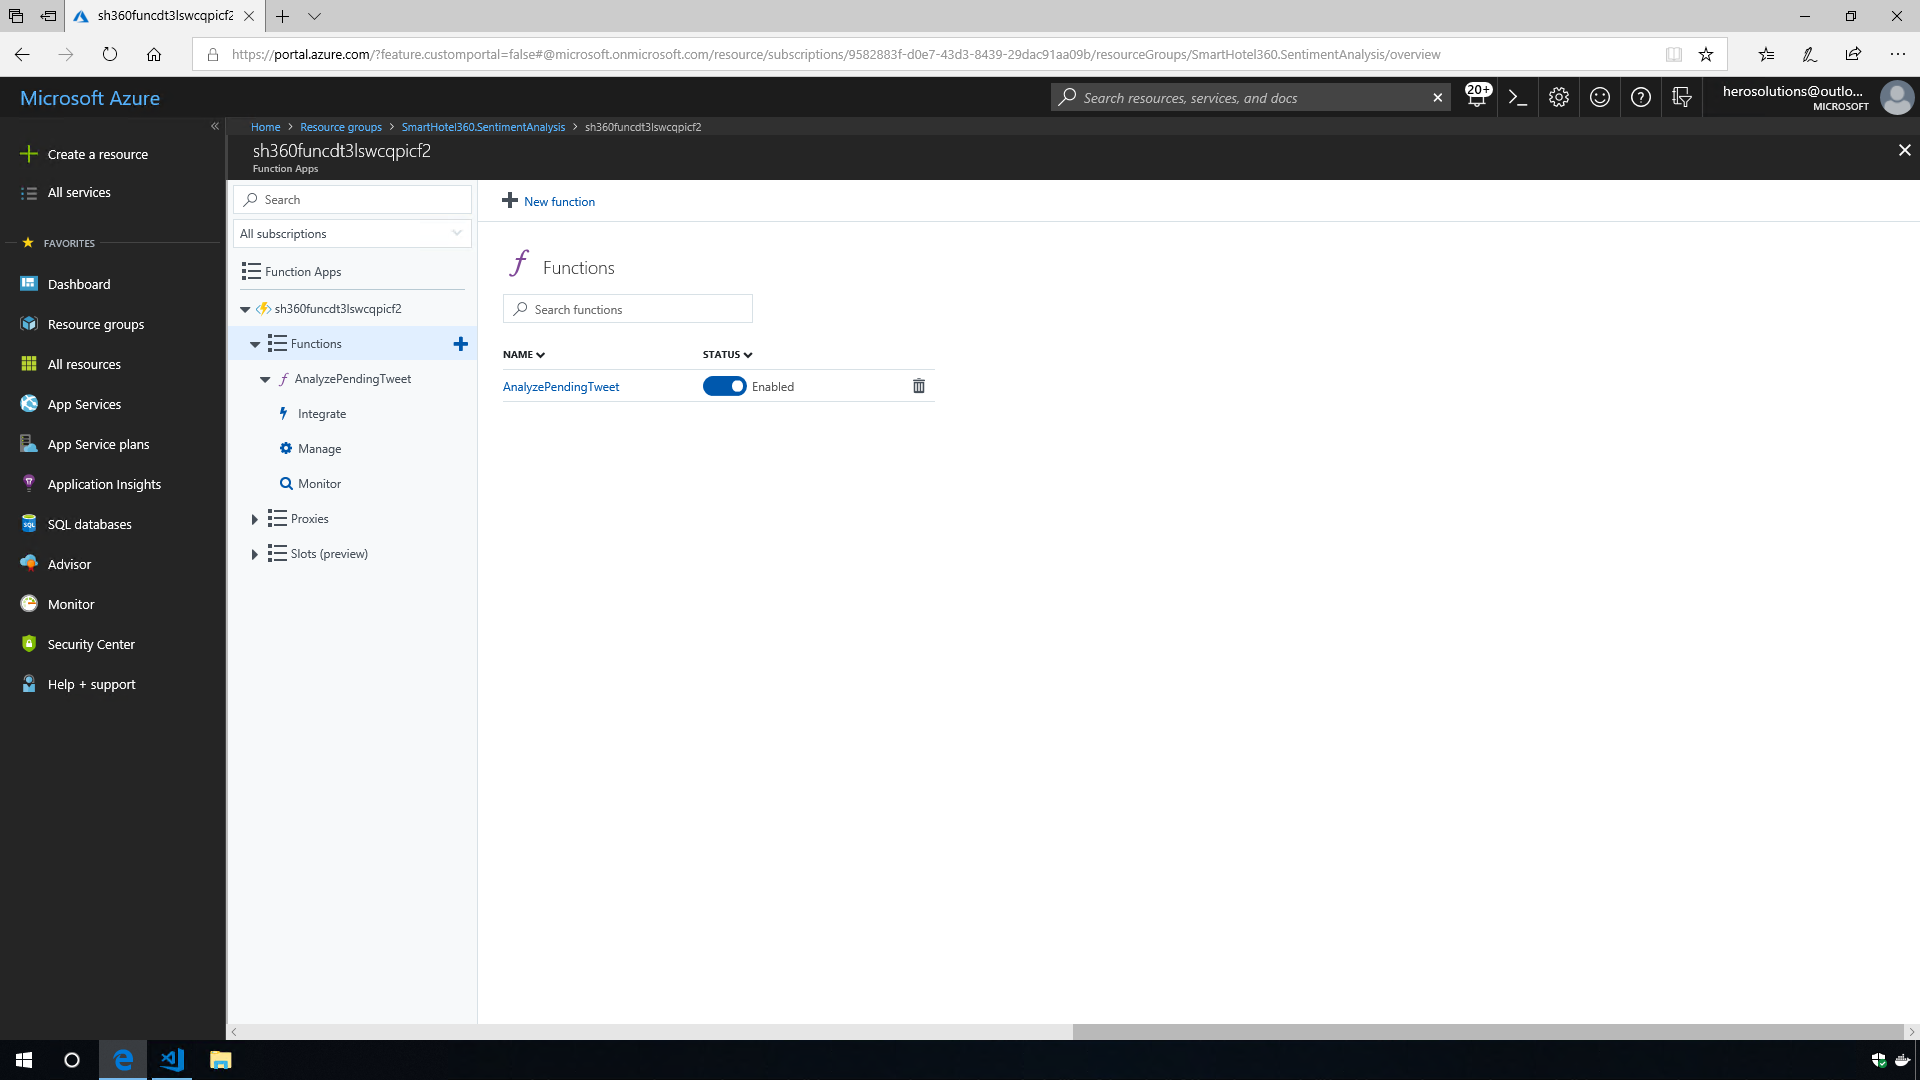 sh360funcdt3lswcqpicf2
https://portal.azure.com/?feature.customportal=false#@microsoft.onmicrosoft.com/resource/subscriptions/9582883f-d0e7-43d3-8439-29dac91aa09b/resourceGroups/SmartHotel360.SentimentAnalysis/overview
Microsoft Azure
Search resources, services, and docs
20+
herosolutions@outlo...
MICROSOFT
Home > Resource groups > SmartHotel360.SentimentAnalysis > sh360funcdt3lswcqpicf2
sh360funcdt3lswcqpicf2
Function Apps
Create a resource
All services
FAVORITES
Dashboard
Resource groups
All resources
App Services
App Service plans
Application Insights
SQL databases
Advisor
Monitor
Security Center
Help + support
Search
All subscriptions
Function Apps
sh360funcdt3lswcqpicf2
Functions
AnalyzePendingTweet
Integrate
Manage
Monitor
Proxies
Slots (preview)
New function
Functions
Search functions
NAME STATUS
AnalyzePendingTweet Enabled